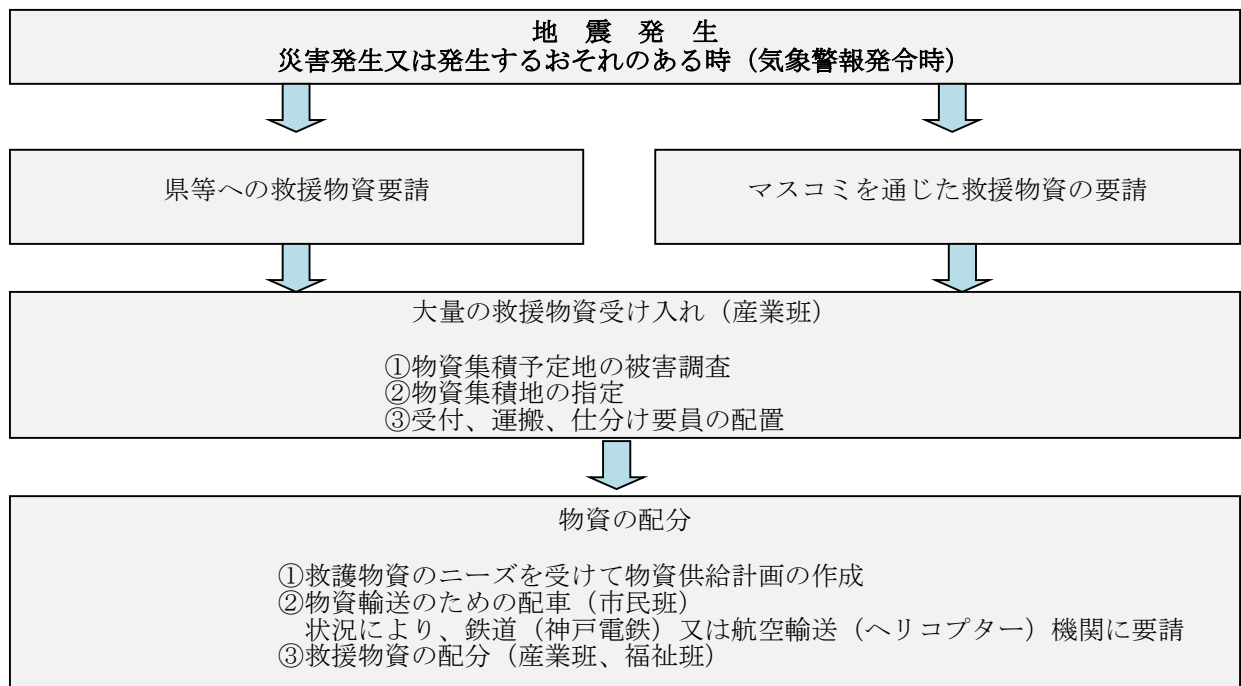 地　震　発　生
災害発生又は発生するおそれのある時（気象警報発令時）
県等への救援物資要請
マスコミを通じた救援物資の要請
大量の救援物資受け入れ（産業班）
①物資集積予定地の被害調査
②物資集積地の指定
③受付、運搬、仕分け要員の配置
物資の配分
①救護物資のニーズを受けて物資供給計画の作成
②物資輸送のための配車（市民班）
状況により、鉄道（神戸電鉄）又は航空輸送（ヘリコプター）機関に要請
③救援物資の配分（産業班、福祉班）